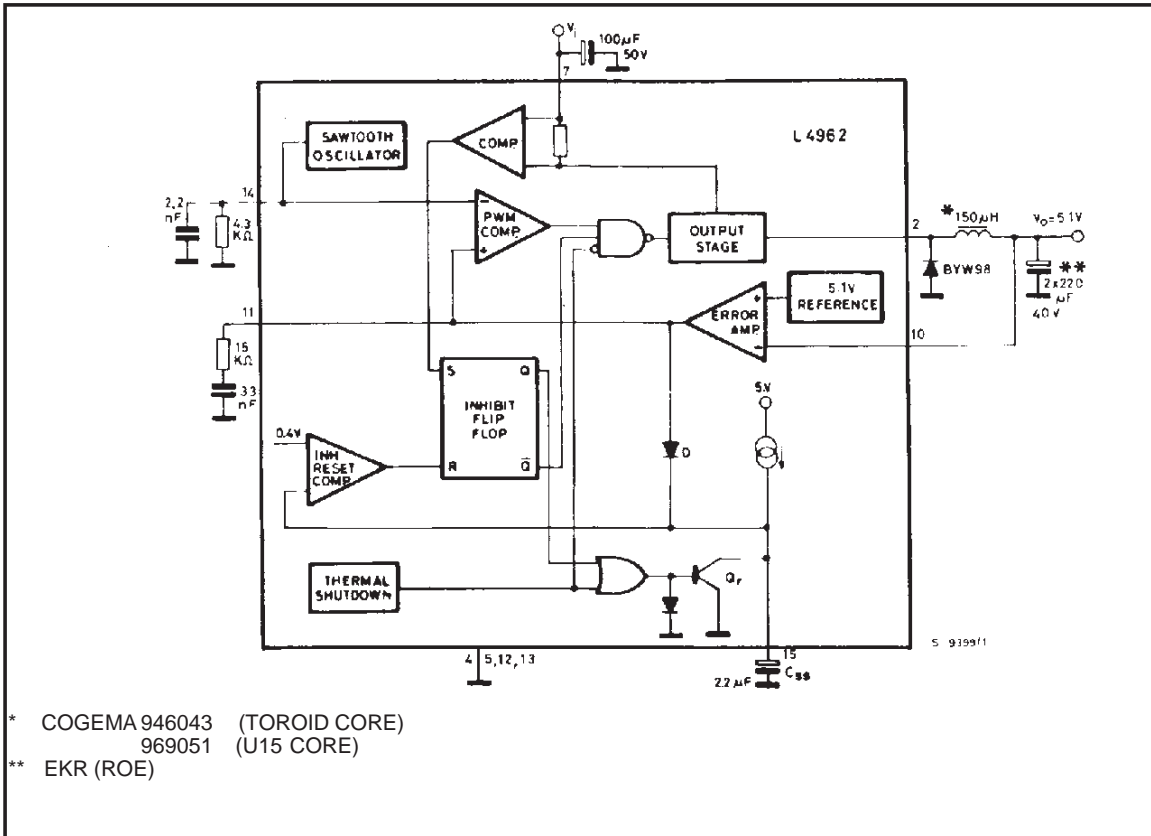 Vi
100µF
50V
7
L4962
SAWTOOTH
OSCILLATOR
COMP.
14
2,2
nF
4.3
KΩ
−
PWM
COMP.
+
OUTPUT
STAGE
2
*
150µH
Vo=5.1V
BYW98
**
2x220
µF
40V
5.1V
REFERENCE
+
ERROR
AMP.
−
10
11
15
KΩ
33
nF
S
Q
INHIBIT
FLIP
FLOP
R
Q̅
0.4V
INH
RESET
COMP.
D
5V
THERMAL
SHUTDOWN
Qr
4
5,12,13
15
Css
2.2µF
S 9399/1
* COGEMA 946043 (TOROID CORE)
969051 (U15 CORE)
** EKR (ROE)